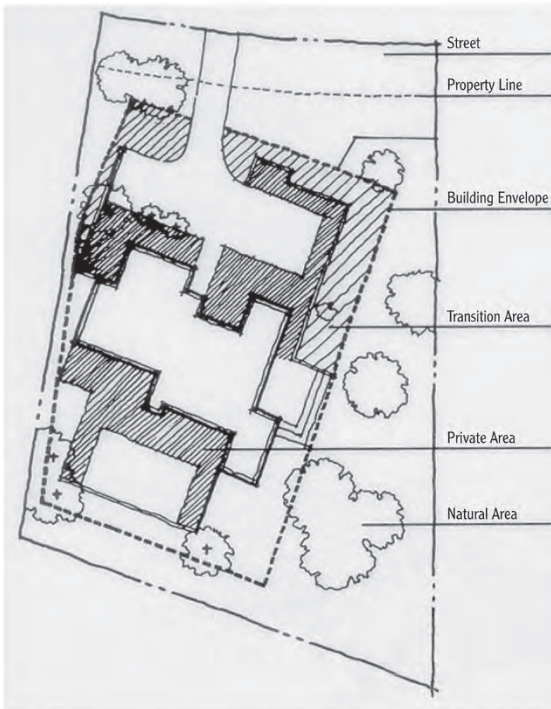 Street
Property Line
Building Envelope
Transition Area
Private Area
Natural Area